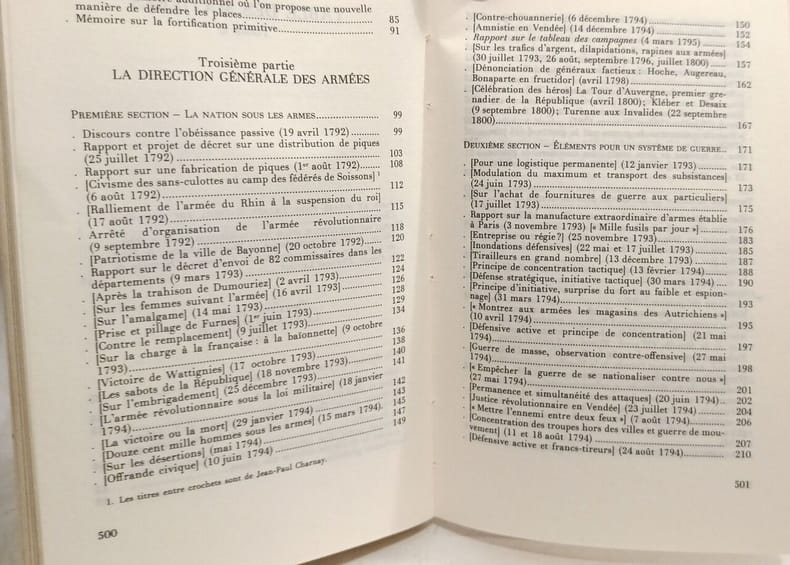 additionnel où l'on propose une nouvelle
manière de défendre les places 85
. Mémoire sur la fortification primitive 91
Troisième partie
LA DIRECTION GÉNÉRALE DES ARMÉES
PREMIÈRE SECTION – LA NATION SOUS LES ARMES 99
. Discours contre l'obéissance passive (19 avril 1792) 99
. Rapport et projet de décret sur une distribution de piques
(25 juillet 1792) 103
. Rapport sur une fabrication de piques (1er août 1792) 108
. [Civisme des sans-culottes au camp des fédérés de Soissons] 1
(6 août 1792) 112
. [Ralliement de l'armée du Rhin à la suspension du roi]
(17 août 1792) 115
. Arrêté d'organisation de l'armée révolutionnaire
(9 septembre 1792) 118
. [Patriotisme de la ville de Bayonne] (20 octobre 1792) 120
. Rapport sur le décret d'envoi de 82 commissaires dans les
départements (9 mars 1793) 122
. [Après la trahison de Dumouriez] (2 avril 1793) 124
. [Sur les femmes suivant l'armée] (16 avril 1793] 126
. [Sur l'amalgame] (14 mai 1793) 128
. [Prise et pillage de Furnes] (1er juin 1793) 129
. [Contre le remplacement] (9 juillet 1793) 134
. [Sur la charge à la française : à la baïonnette] (9 octobre
1793) 136
. [Victoire de Wattignies] (17 octobre 1793) 138
. [Les sabots de la République] (18 novembre 1793) 140
. [Sur l'embrigadement] (25 décembre 1793) 141
. [L'armée révolutionnaire sous la loi militaire] (18 janvier
1794) 142
. [La victoire ou la mort] (29 janvier 1794) 143
. [Douze cent mille hommes sous les armes] (15 mars 1794) 145
. [Sur les désertions] (mai 1794) 147
. [Offrande civique] (10 juin 1794) 149
1. Les titres entre crochets sont de Jean-Paul Charnay.
500
. [Contre-chouannerie] (6 décembre 1794) 150
. [Amnistie en Vendée] (14 décembre 1794) 152
. Rapport sur le tableau des campagnes (4 mars 1795) 154
. [Sur les trafics d'argent, dilapidations, rapines aux armées]
(30 juillet 1793, 26 août, septembre 1796, juillet 1800) 157
. [Dénonciation de généraux factieux : Hoche, Augereau,
Bonaparte en fructidor] (avril 1798) 162
. [Célébration des héros] La Tour d'Auvergne, premier gre-
nadier de la République (avril 1800); Kléber et Desaix
(9 septembre 1800); Turenne aux Invalides (22 septembre
1800) 167
DEUXIÈME SECTION – ÉLÉMENTS POUR UN SYSTÈME DE GUERRE 171
. [Pour une logistique permanente] (12 janvier 1793) 171
. [Modulation du maximum et transport des subsistances]
(24 juin 1793) 173
. [Sur l'achat de fournitures de guerre aux particuliers]
(17 juillet 1793) 175
. Rapport sur la manufacture extraordinaire d'armes établie
à Paris (3 novembre 1793) [« Mille fusils par jour »] 176
. [Entreprise ou régie?] (25 novembre 1793) 183
. [Inondations défensives] (22 mai et 17 juillet 1793) 185
. [Tirailleurs en grand nombre] (13 décembre 1793) 187
. [Principe de concentration tactique] (13 février 1794) 188
. [Défense stratégique, initiative tactique] (30 mars 1794) 190
. [Principe d'initiative, surprise du fort au faible et espion-
nage] (31 mars 1794) 193
. [« Montrez aux armées les magasins des Autrichiens »]
(10 avril 1794) 195
. [Défensive active et principe de concentration] (21 mai
1794) 197
. [Guerre de masse, observation contre-offensive] (27 mai
1794) 198
. [« Empêcher la guerre de se nationaliser contre nous »]
(27 mai 1794) 201
. [Permanence et simultanéité des attaques] (20 juin 1794) 202
. [Justice révolutionnaire en Vendée] (23 juillet 1794) 204
. [« Mettre l'ennemi entre deux feux »] (7 août 1794) 206
. [Concentration des troupes hors des villes et guerre de mou-
vement] (11 et 18 août 1794) 207
. [Défensive active et francs-tireurs] (24 août 1794) 210
501